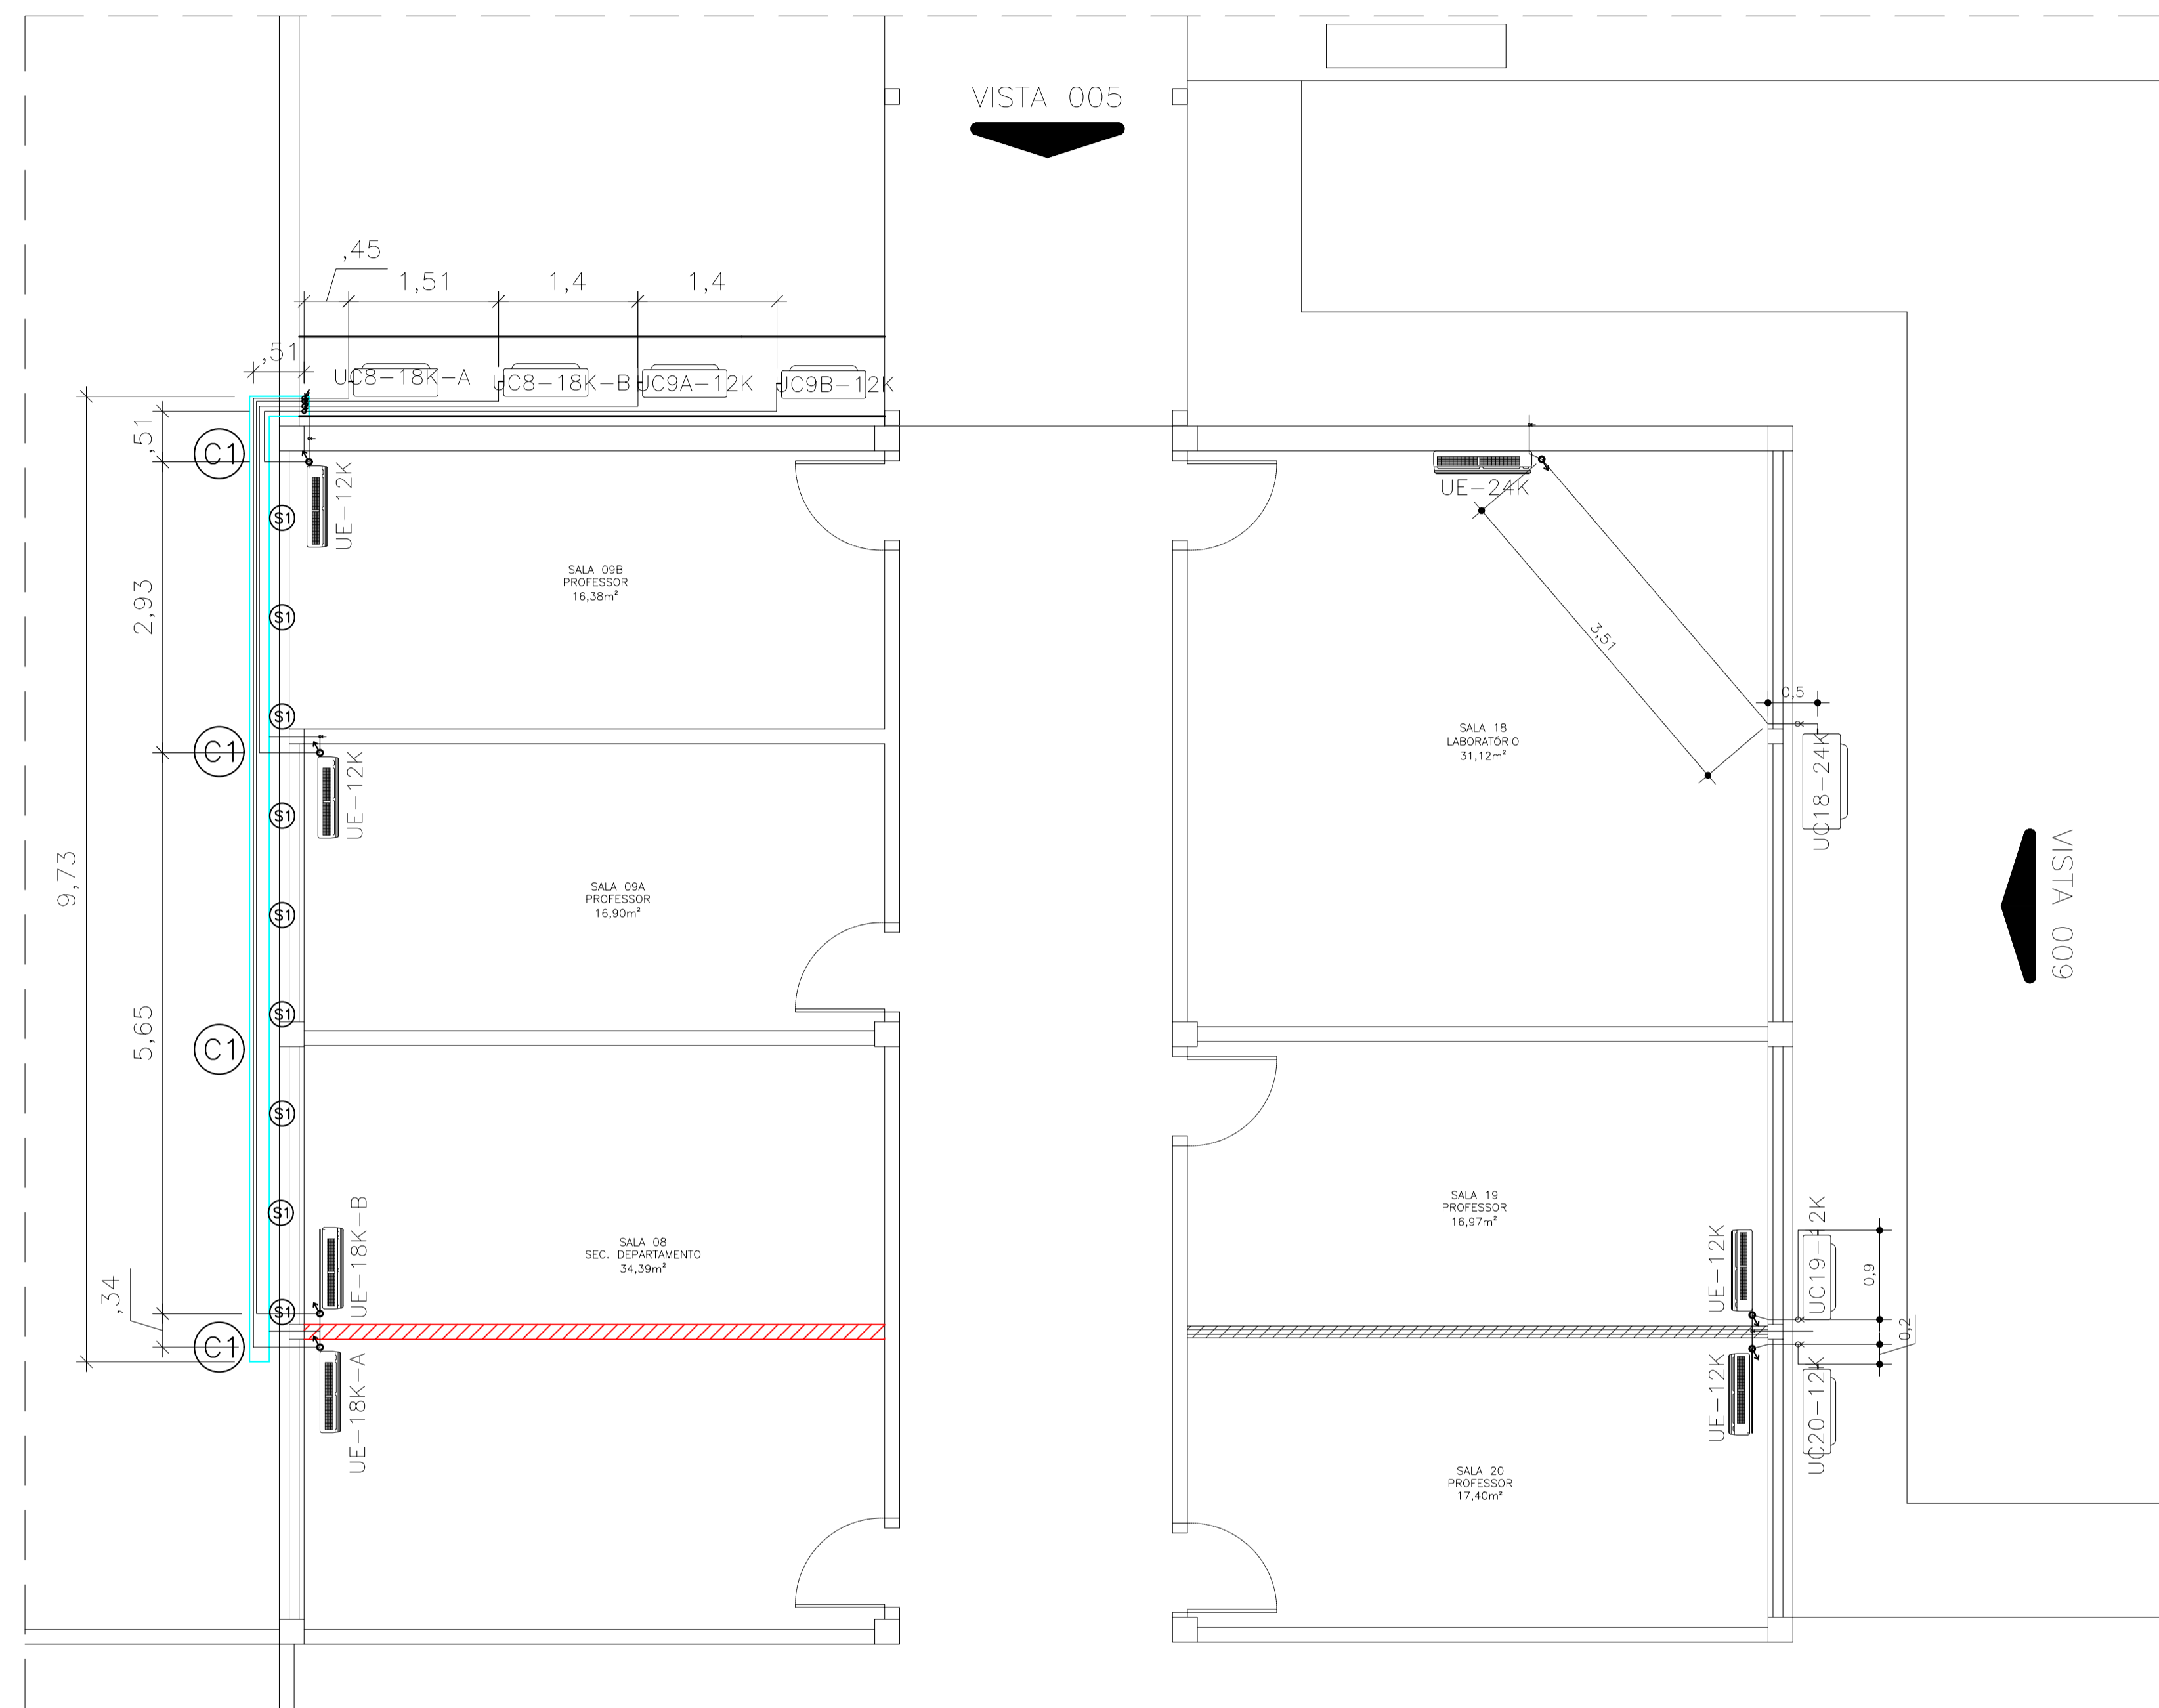 VISTA 005
,45
1,51
1,4
1,4
,51
UC8-18K-A
UC8-18K-B
UC9A-12K
UC9B-12K
,51
C1
UE-12K
UE-24K
S1
SALA 09B
PROFESSOR
16,38m²
2,93
S1
3,51
0,5
S1
C1
SALA 18
LABORATÓRIO
31,12m²
UE-12K
UC18-24K
S1
9,73
SALA 09A
PROFESSOR
16,90m²
S1
VISTA 009
S1
5,65
C1
S1
SALA 19
PROFESSOR
16,97m²
S1
UE-18K-B
SALA 08
SEC. DEPARTAMENTO
34,39m²
UE-12K
UC19-12K
0,9
,34
S1
0,2
C1
UE-18K-A
UE-12K
UC20-12K
SALA 20
PROFESSOR
17,40m²